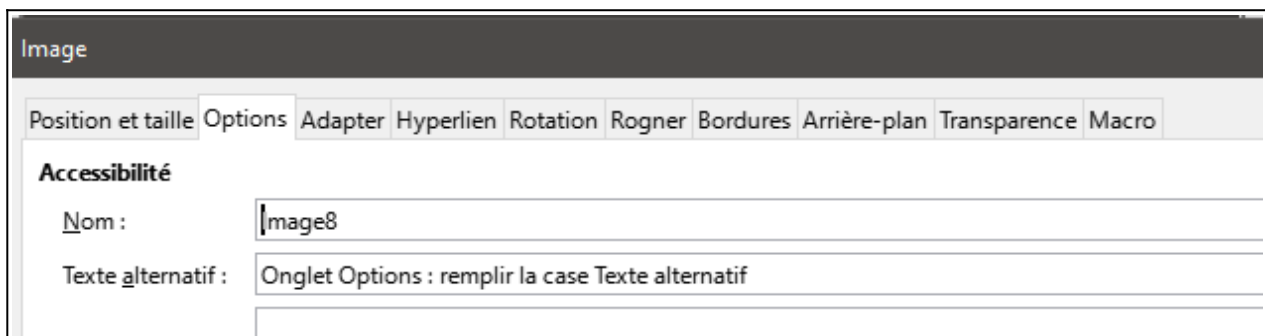 Image
Position et taille Options Adapter Hyperlien Rotation Rogner Bordures Arrière-plan Transparence Macro
Accessibilité
Nom : Image8
Texte alternatif : Onglet Options : remplir la case Texte alternatif